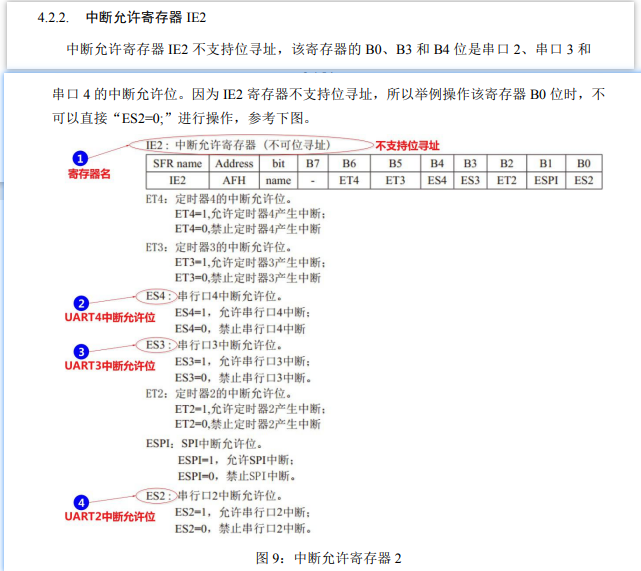 4.2.2. 中断允许寄存器 IE2
中断允许寄存器 IE2 不支持位寻址，该寄存器的 B0、B3 和 B4 位是串口 2、串口 3 和
串口 4 的中断允许位。因为 IE2 寄存器不支持位寻址，所以举例操作该寄存器 B0 位时，不
可以直接“ES2=0;”进行操作，参考下图。
IE2：中断允许寄存器（不可位寻址） 不支持位寻址
1
寄存器名
SFR name Address bit B7 B6 B5 B4 B3 B2 B1 B0
IE2 AFH name - ET4 ET3 ES4 ES3 ET2 ESPI ES2
ET4：定时器4的中断允许位。
ET4=1,允许定时器4产生中断；
ET4=0,禁止定时器4产生中断
ET3：定时器3的中断允许位。
ET3=1,允许定时器3产生中断；
ET3=0,禁止定时器3产生中断
2
UART4中断允许位
ES4：串行口4中断允许位。
ES4=1，允许串行口4中断；
ES4=0，禁止串行口4中断
3
UART3中断允许位
ES3：串行口3中断允许位。
ES3=1，允许串行口3中断；
ES3=0，禁止串行口3中断。
ET2：定时器2的中断允许位。
ET2=1,允许定时器2产生中断；
ET2=0,禁止定时器2产生中断
ESPI：SPI中断允许位。
ESPI=1，允许SPI中断；
ESPI=0，禁止SPI中断。
4
UART2中断允许位
ES2：串行口2中断允许位。
ES2=1，允许串行口2中断；
ES2=0，禁止串行口2中断。
图 9：中断允许寄存器 2